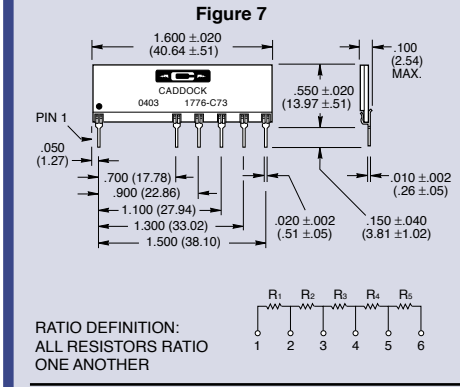 Figure 7
1.600 ±.020
(40.64 ±.51)
.100
(2.54)
MAX.
CADDOCK
0403 1776-C73
.550 ±.020
(13.97 ±.51)
PIN 1
.050
(1.27)
.700 (17.78)
.900 (22.86)
1.100 (27.94)
1.300 (33.02)
1.500 (38.10)
.020 ±.002
(.51 ±.05)
.150 ±.040
(3.81 ±1.02)
.010 ±.002
(.26 ±.05)
R1 R2 R3 R4 R5
1 2 3 4 5 6
RATIO DEFINITION:
ALL RESISTORS RATIO
ONE ANOTHER